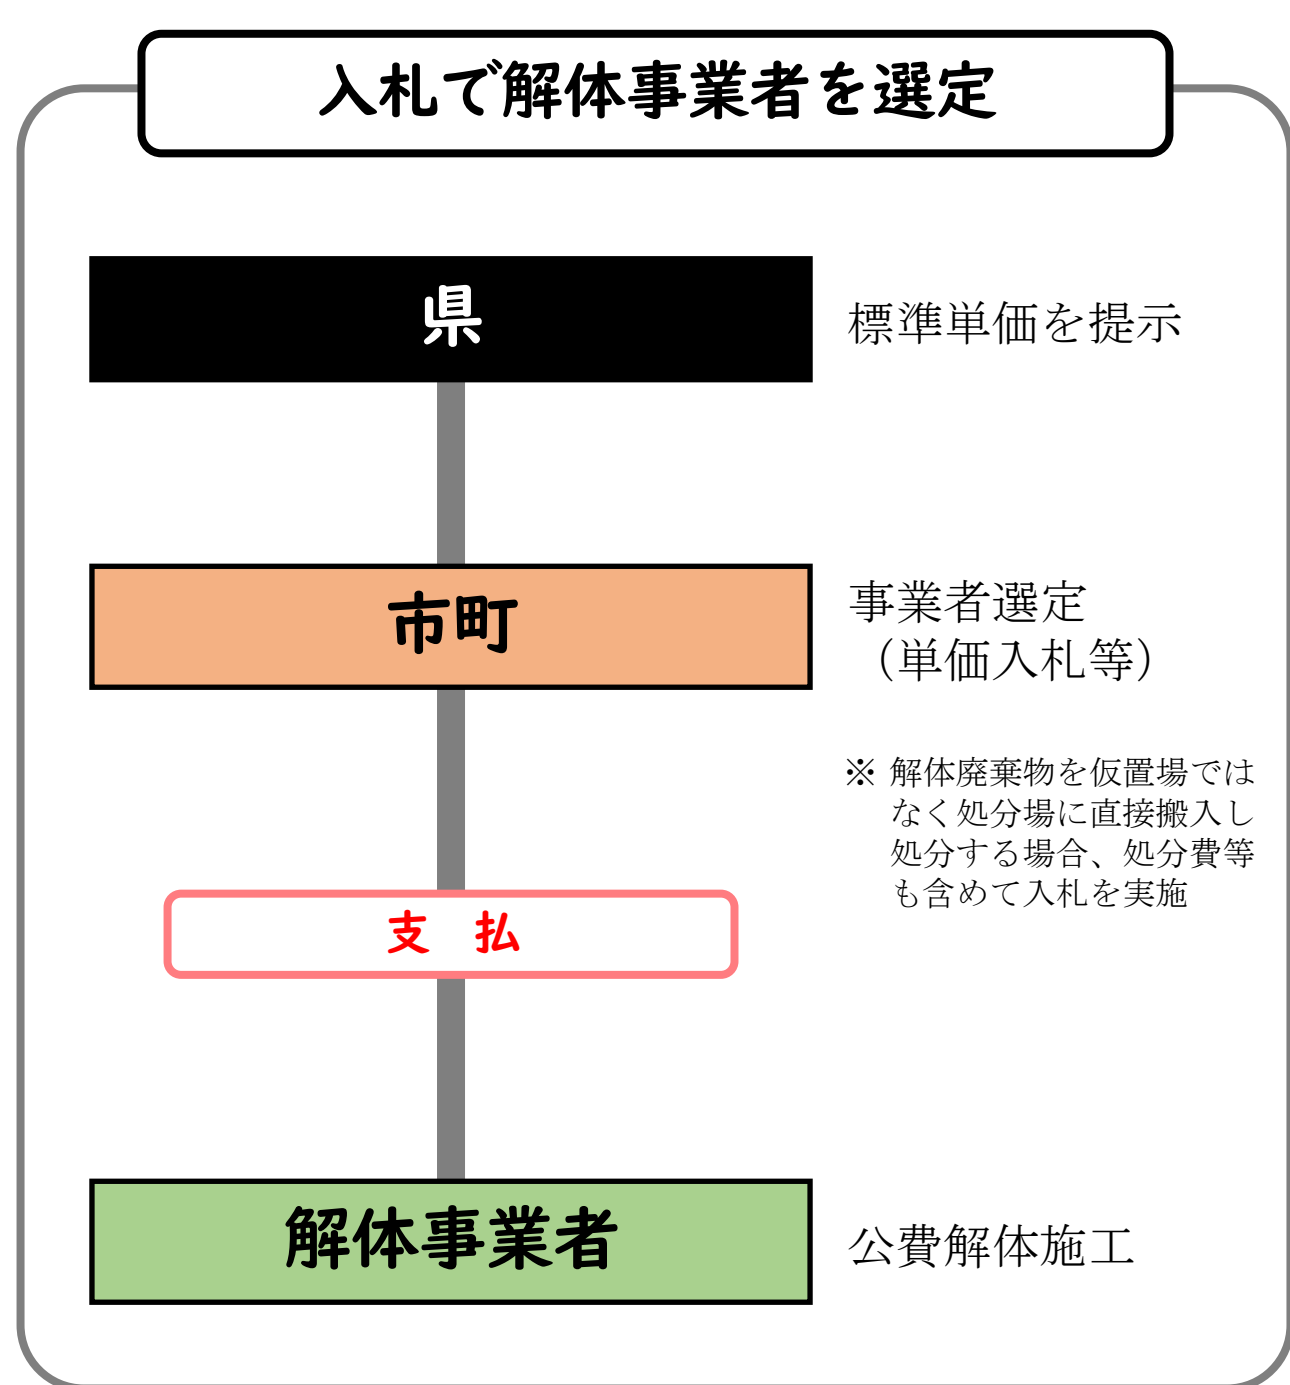 入札で解体事業者を選定
県
標準単価を提示
市町
事業者選定
（単価入札等）
※ 解体廃棄物を仮置場では
なく処分場に直接搬入し
処分する場合、処分費等
も含めて入札を実施
支　払
解体事業者
公費解体施工